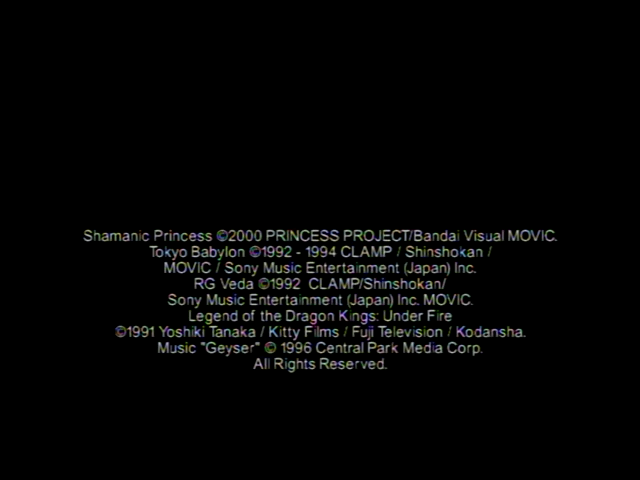 Shamanic Princess ©2000 PRINCESS PROJECT/Bandai Visual MOVIC.
Tokyo Babylon ©1992 - 1994 CLAMP / Shinshokan /
MOVIC / Sony Music Entertainment (Japan) Inc.
RG Veda ©1992 CLAMP/Shinshokan/
Sony Music Entertainment (Japan) Inc. MOVIC.
Legend of the Dragon Kings: Under Fire
©1991 Yoshiki Tanaka / Kitty Films / Fuji Television / Kodansha.
Music "Geyser" © 1996 Central Park Media Corp.
All Rights Reserved.